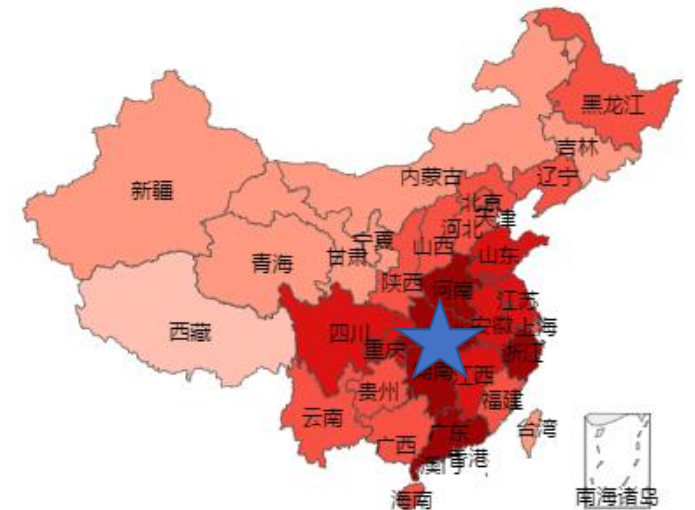 黑龙江
吉林
新疆
内蒙古
辽宁
北京
天津
河北
宁夏
山西
山东
青海
甘肃
陕西
河南
江苏
西藏
四川
安徽
上海
重庆
浙江
湖南
江西
贵州
福建
云南
广东
台湾
广西
香港
澳门
海南
南海诸岛